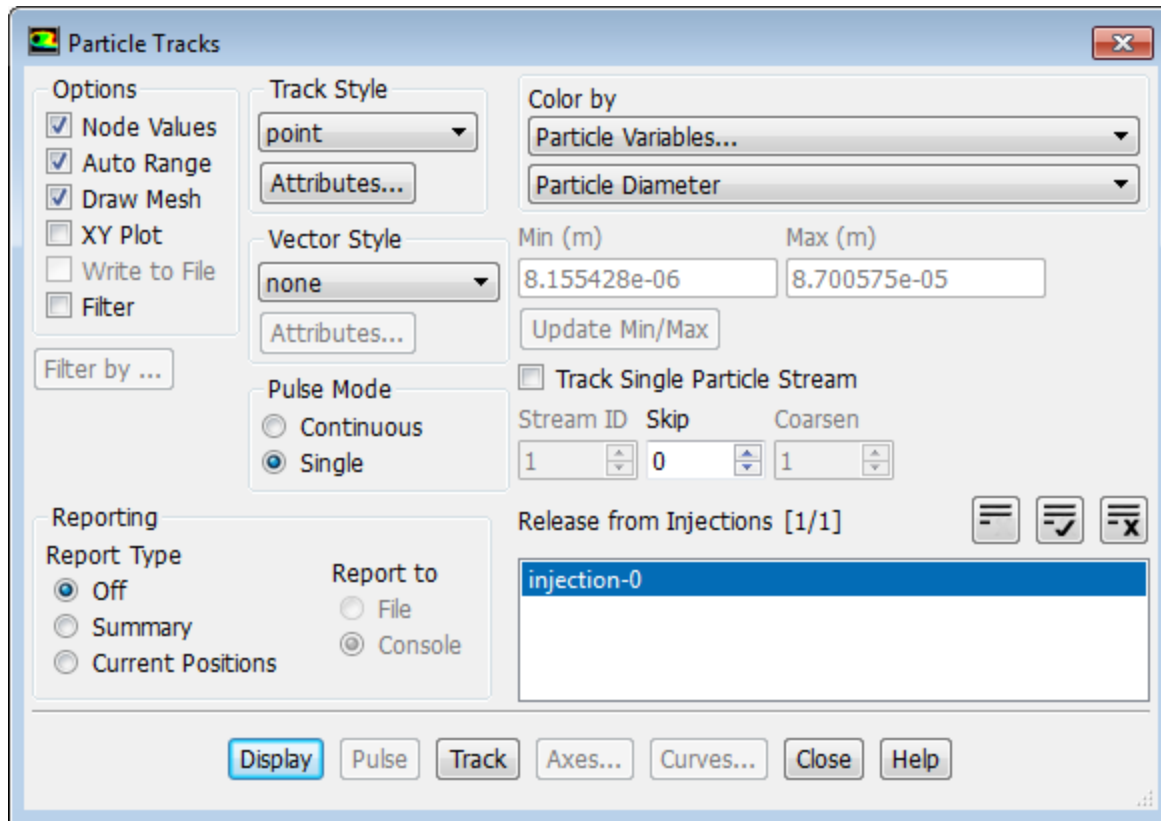 Particle Tracks
Options
Node Values
Auto Range
Draw Mesh
XY Plot
Write to File
Filter
Filter by ...
Track Style
point
Attributes...
Vector Style
none
Attributes...
Pulse Mode
Continuous
Single
Color by
Particle Variables...
Particle Diameter
Min (m)
Max (m)
8.155428e-06
8.700575e-05
Update Min/Max
Track Single Particle Stream
Stream ID
Skip
Coarsen
1
0
1
Reporting
Report Type
Off
Summary
Current Positions
Report to
File
Console
Release from Injections [1/1]
injection-0
Display
Pulse
Track
Axes...
Curves...
Close
Help